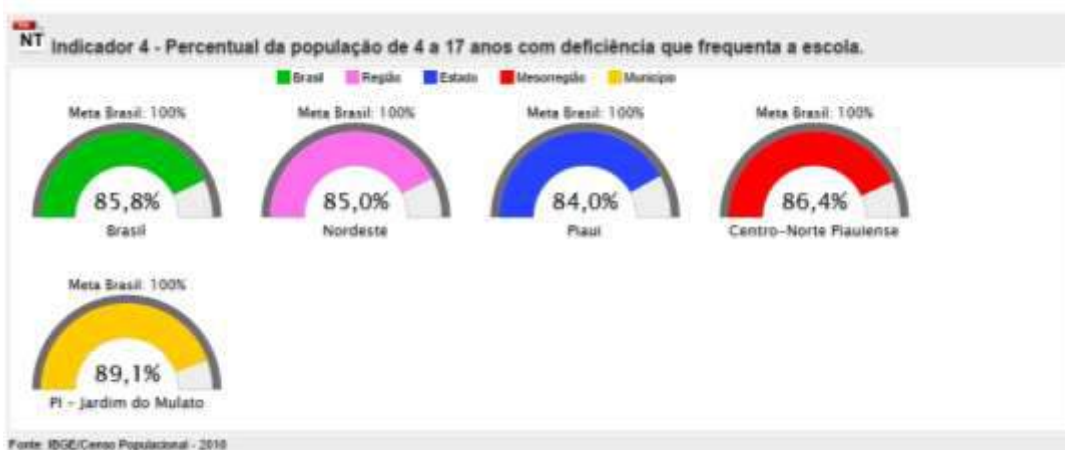 NT Indicador 4 - Percentual da população de 4 a 17 anos com deficiência que frequenta a escola.
Brasil Região Estado Mesorregião Município
Meta Brasil: 100% Meta Brasil: 100% Meta Brasil: 100% Meta Brasil: 100%
85,8% 85,0% 84,0% 86,4%
Brasil Nordeste Piauí Centro-Norte Piauiense
Meta Brasil: 100%
89,1%
PI - Jardim do Mulato
Fonte: IBGE/Censo Populacional - 2010